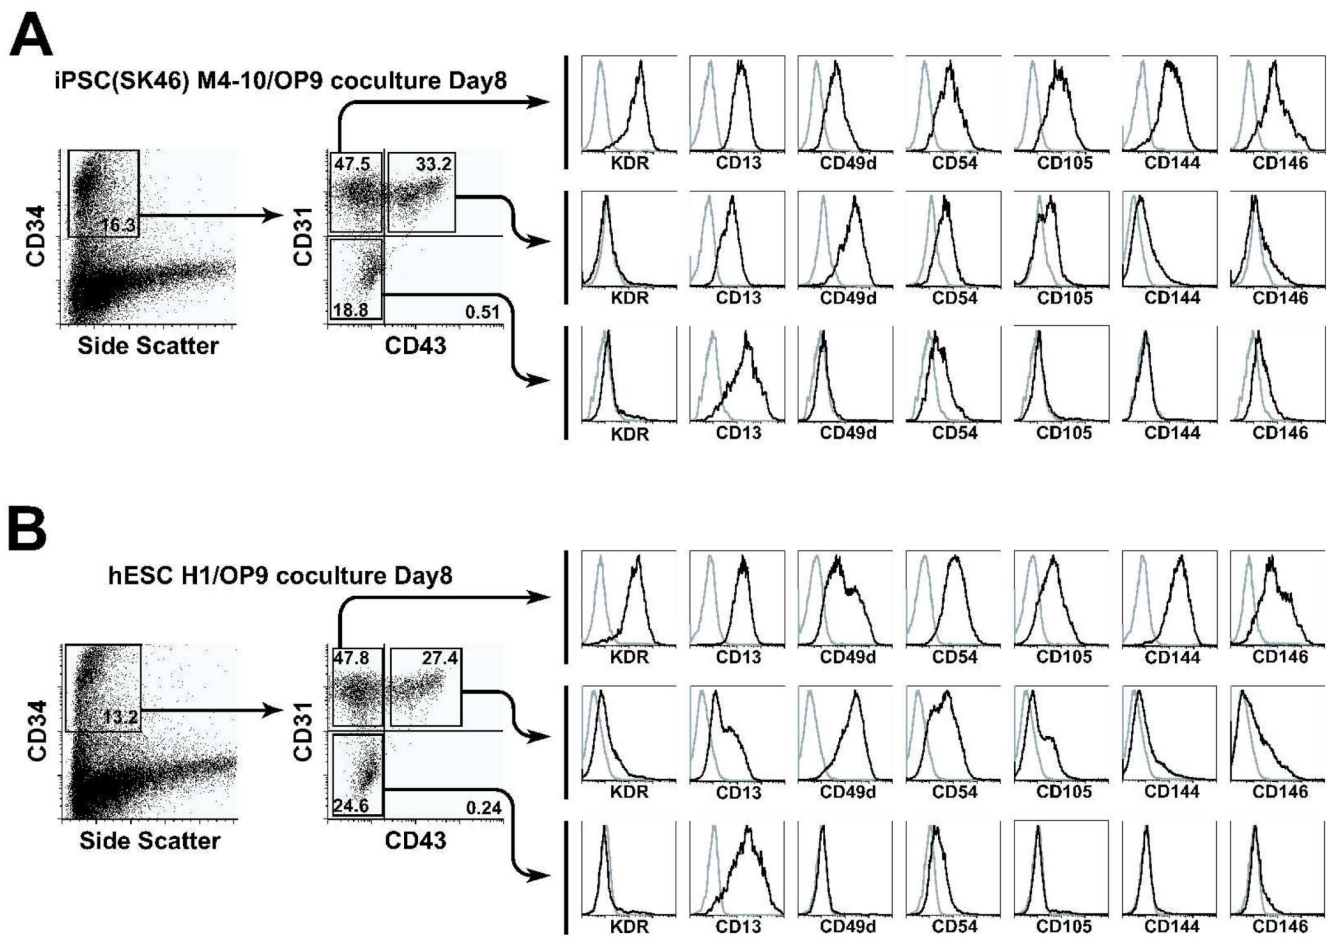 A
iPSC(SK46) M4-10/OP9 coculture Day8
CD34
16.3
Side Scatter
CD31
47.5 33.2
18.8 0.51
CD43
KDR CD13 CD49d CD54 CD105 CD144 CD146
KDR CD13 CD49d CD54 CD105 CD144 CD146
KDR CD13 CD49d CD54 CD105 CD144 CD146
B
hESC H1/OP9 coculture Day8
CD34
13.2
Side Scatter
CD31
47.8 27.4
24.6 0.24
CD43
KDR CD13 CD49d CD54 CD105 CD144 CD146
KDR CD13 CD49d CD54 CD105 CD144 CD146
KDR CD13 CD49d CD54 CD105 CD144 CD146